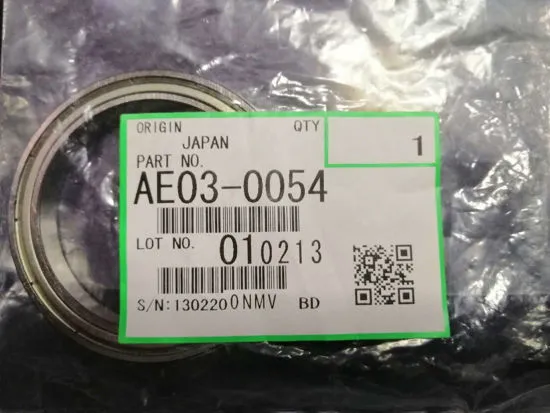 ORIGIN QTY
JAPAN 1
PART NO.
AE03-0054
LOT NO. 010213
S/N:1302200NMV BD